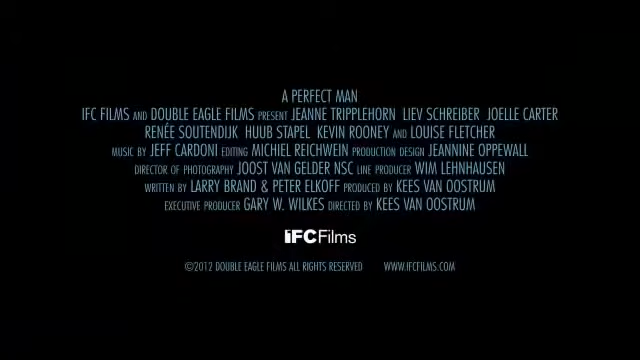 A PERFECT MAN
IFC FILMS AND DOUBLE EAGLE FILMS PRESENT JEANNE TRIPPLEHORN LIEV SCHREIBER JOELLE CARTER
RENÉE SOUTENDIJK HUUB STAPEL KEVIN ROONEY AND LOUISE FLETCHER
MUSIC BY JEFF CARDONI EDITING MICHIEL REICHWEIN PRODUCTION DESIGN JEANNINE OPPEWALL
DIRECTOR OF PHOTOGRAPHY JOOST VAN GELDER NSC LINE PRODUCER WIM LEHNHAUSEN
WRITTEN BY LARRY BRAND & PETER ELKOFF PRODUCED BY KEES VAN OOSTRUM
EXECUTIVE PRODUCER GARY W. WILKES DIRECTED BY KEES VAN OOSTRUM
IFC Films
©2012 DOUBLE EAGLE FILMS ALL RIGHTS RESERVED WWW.IFCFILMS.COM